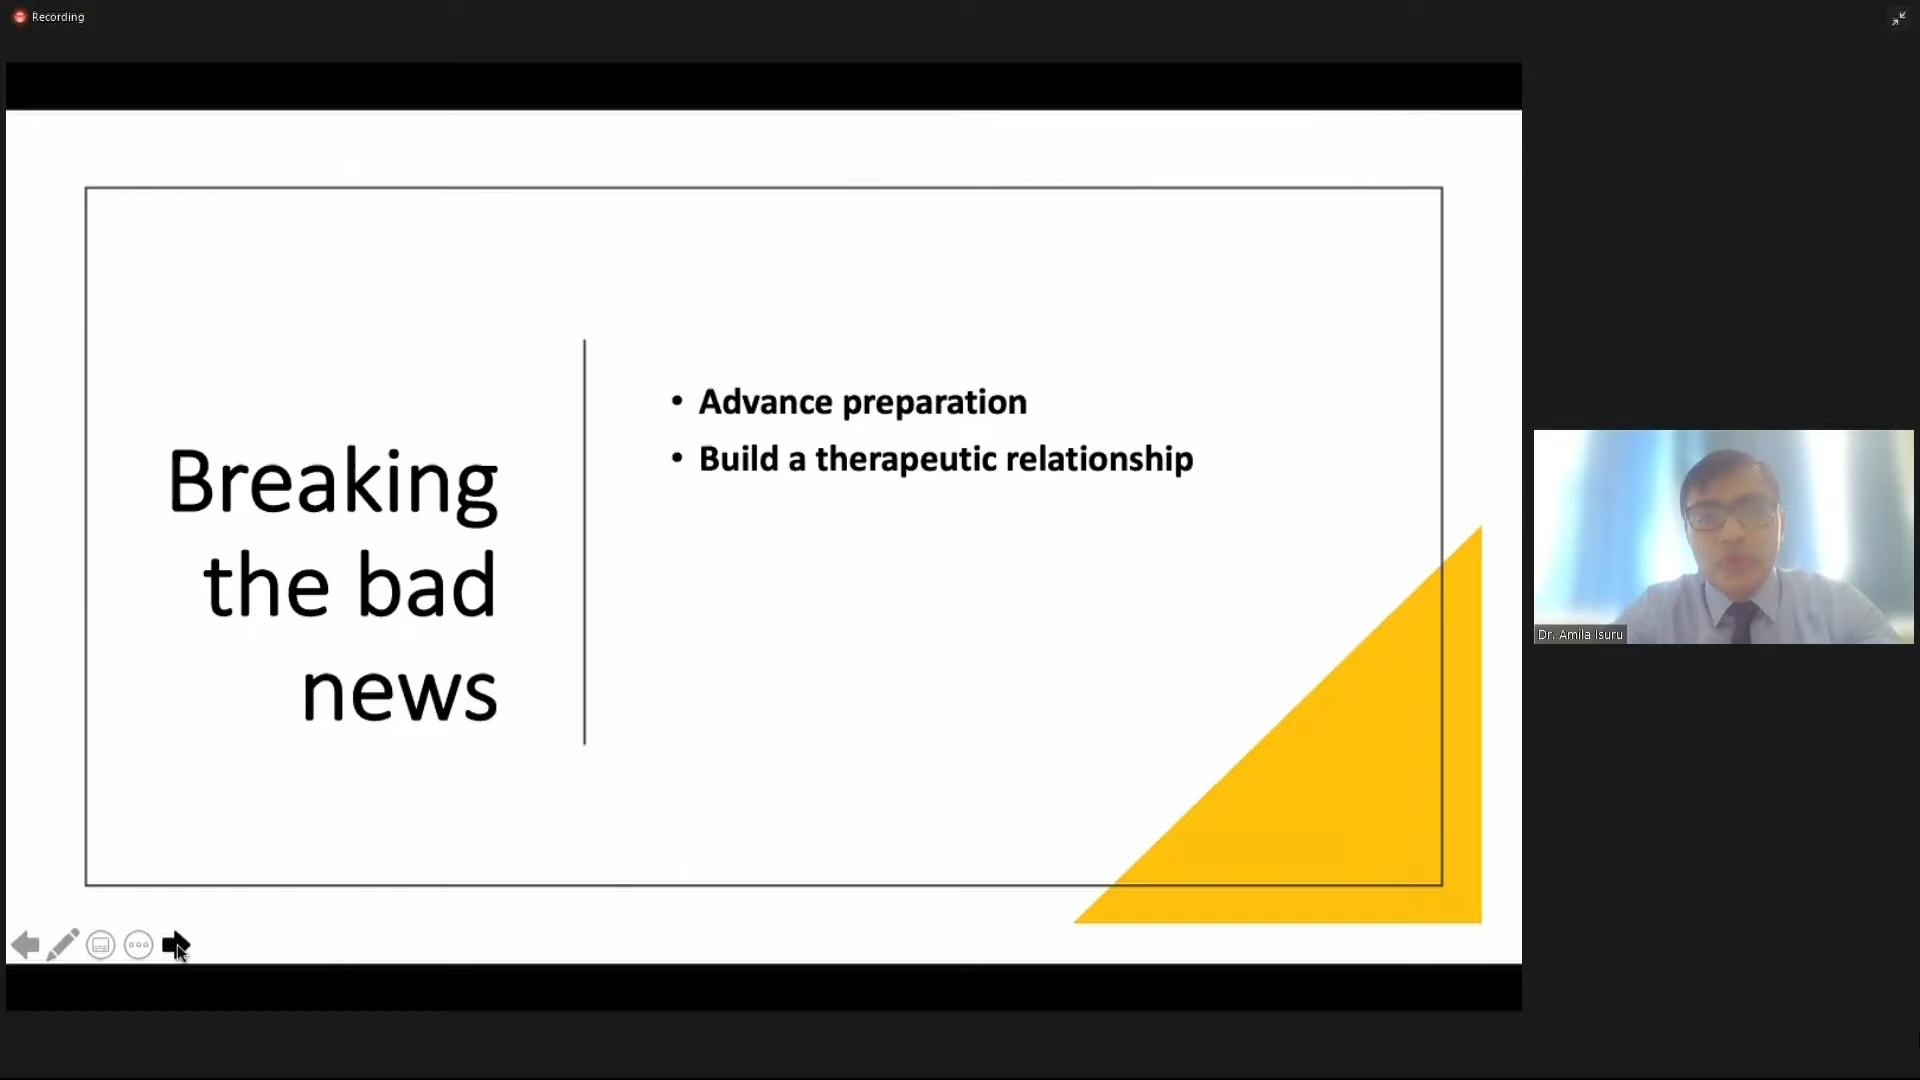 Recording
Breaking
the bad
news
• Advance preparation
• Build a therapeutic relationship
Dr. Amila Isuru